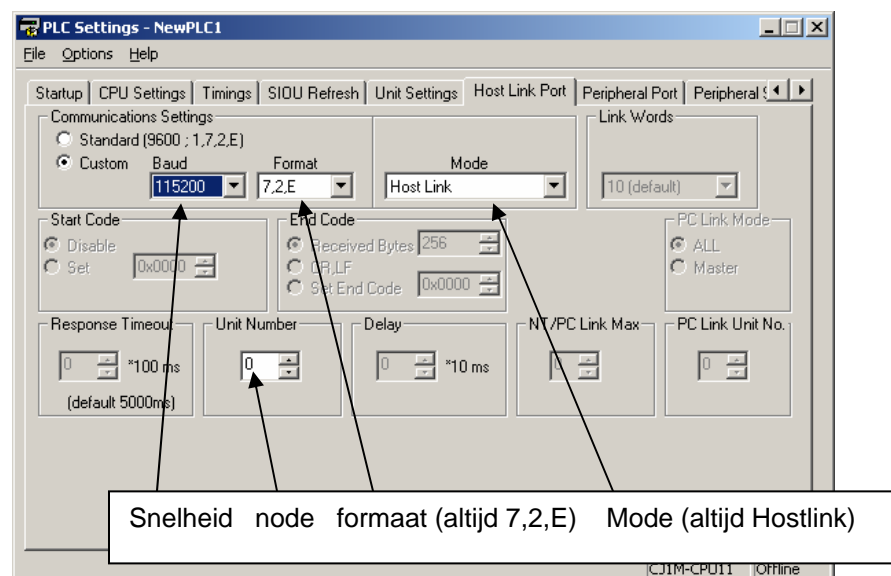 PLC Settings - NewPLC1
File Options Help
Startup CPU Settings Timings SIOU Refresh Unit Settings Host Link Port Peripheral Port Peripheral
Communications Settings Link Words
Standard (9600 ; 1,7,2,E)
Custom Baud Format Mode
115200 7,2,E Host Link 10 (default)
Start Code End Code PC Link Mode
Disable Received Bytes 256 ALL
Set 0x0000 CR,LF Master
Set End Code 0x0000
Response Timeout Unit Number Delay NT/PC Link Max PC Link Unit No.
0 *100 ms 0 0 *10 ms 0 0
(default 5000ms)
Snelheid node formaat (altijd 7,2,E) Mode (altijd Hostlink)
CJ1M-CPU11 Offline